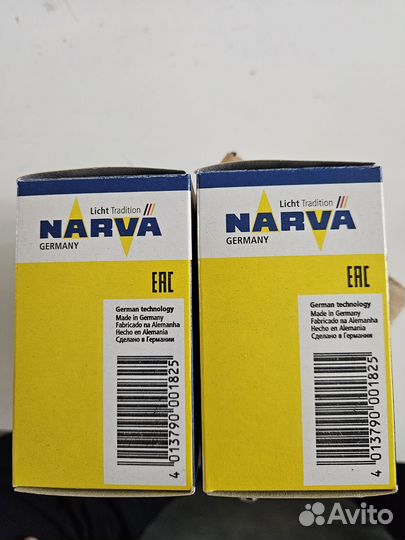 Licht Tradition
NARVA
GERMANY
EAC
German technology
Made in Germany
Fabricado na Alemanha
Hecho en Alemania
Сделано в Германии
4 013790 001825
Licht Tradition
NARVA
GERMANY
EAC
German technology
Made in Germany
Fabricado na Alemanha
Hecho en Alemania
Сделано в Германии
4 013790 001825
Avito